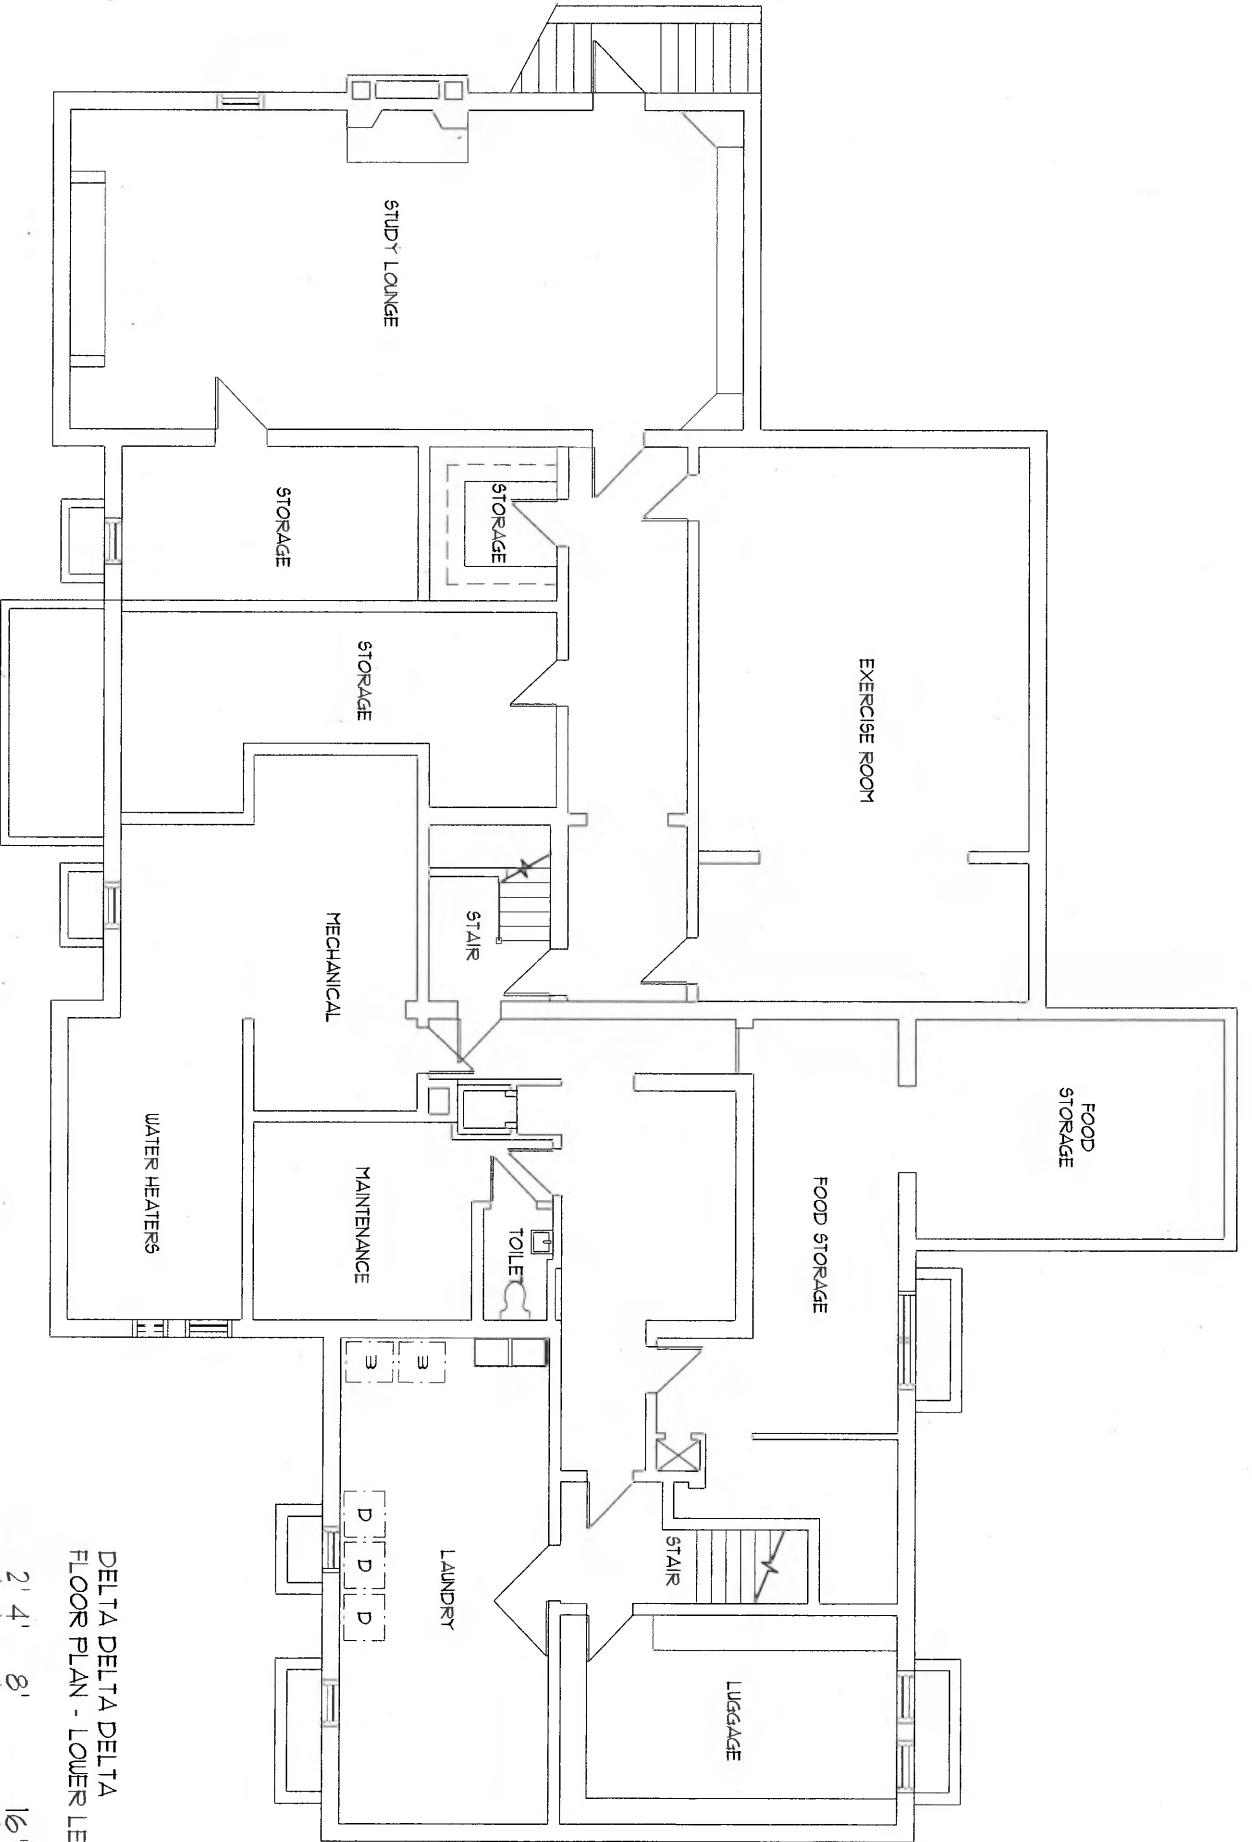 STUDY LOUNGE
STORAGE
STORAGE
STORAGE
EXERCISE ROOM
MECHANICAL
STAIR
WATER HEATERS
MAINTENANCE
TOILET
FOOD STORAGE
FOOD
STORAGE
W
W
D
D
D
LAUNDRY
STAIR
LUGGAGE
DELTA DELTA DELTA
FLOOR PLAN - LOWER LE
2' 4' 8' 16'